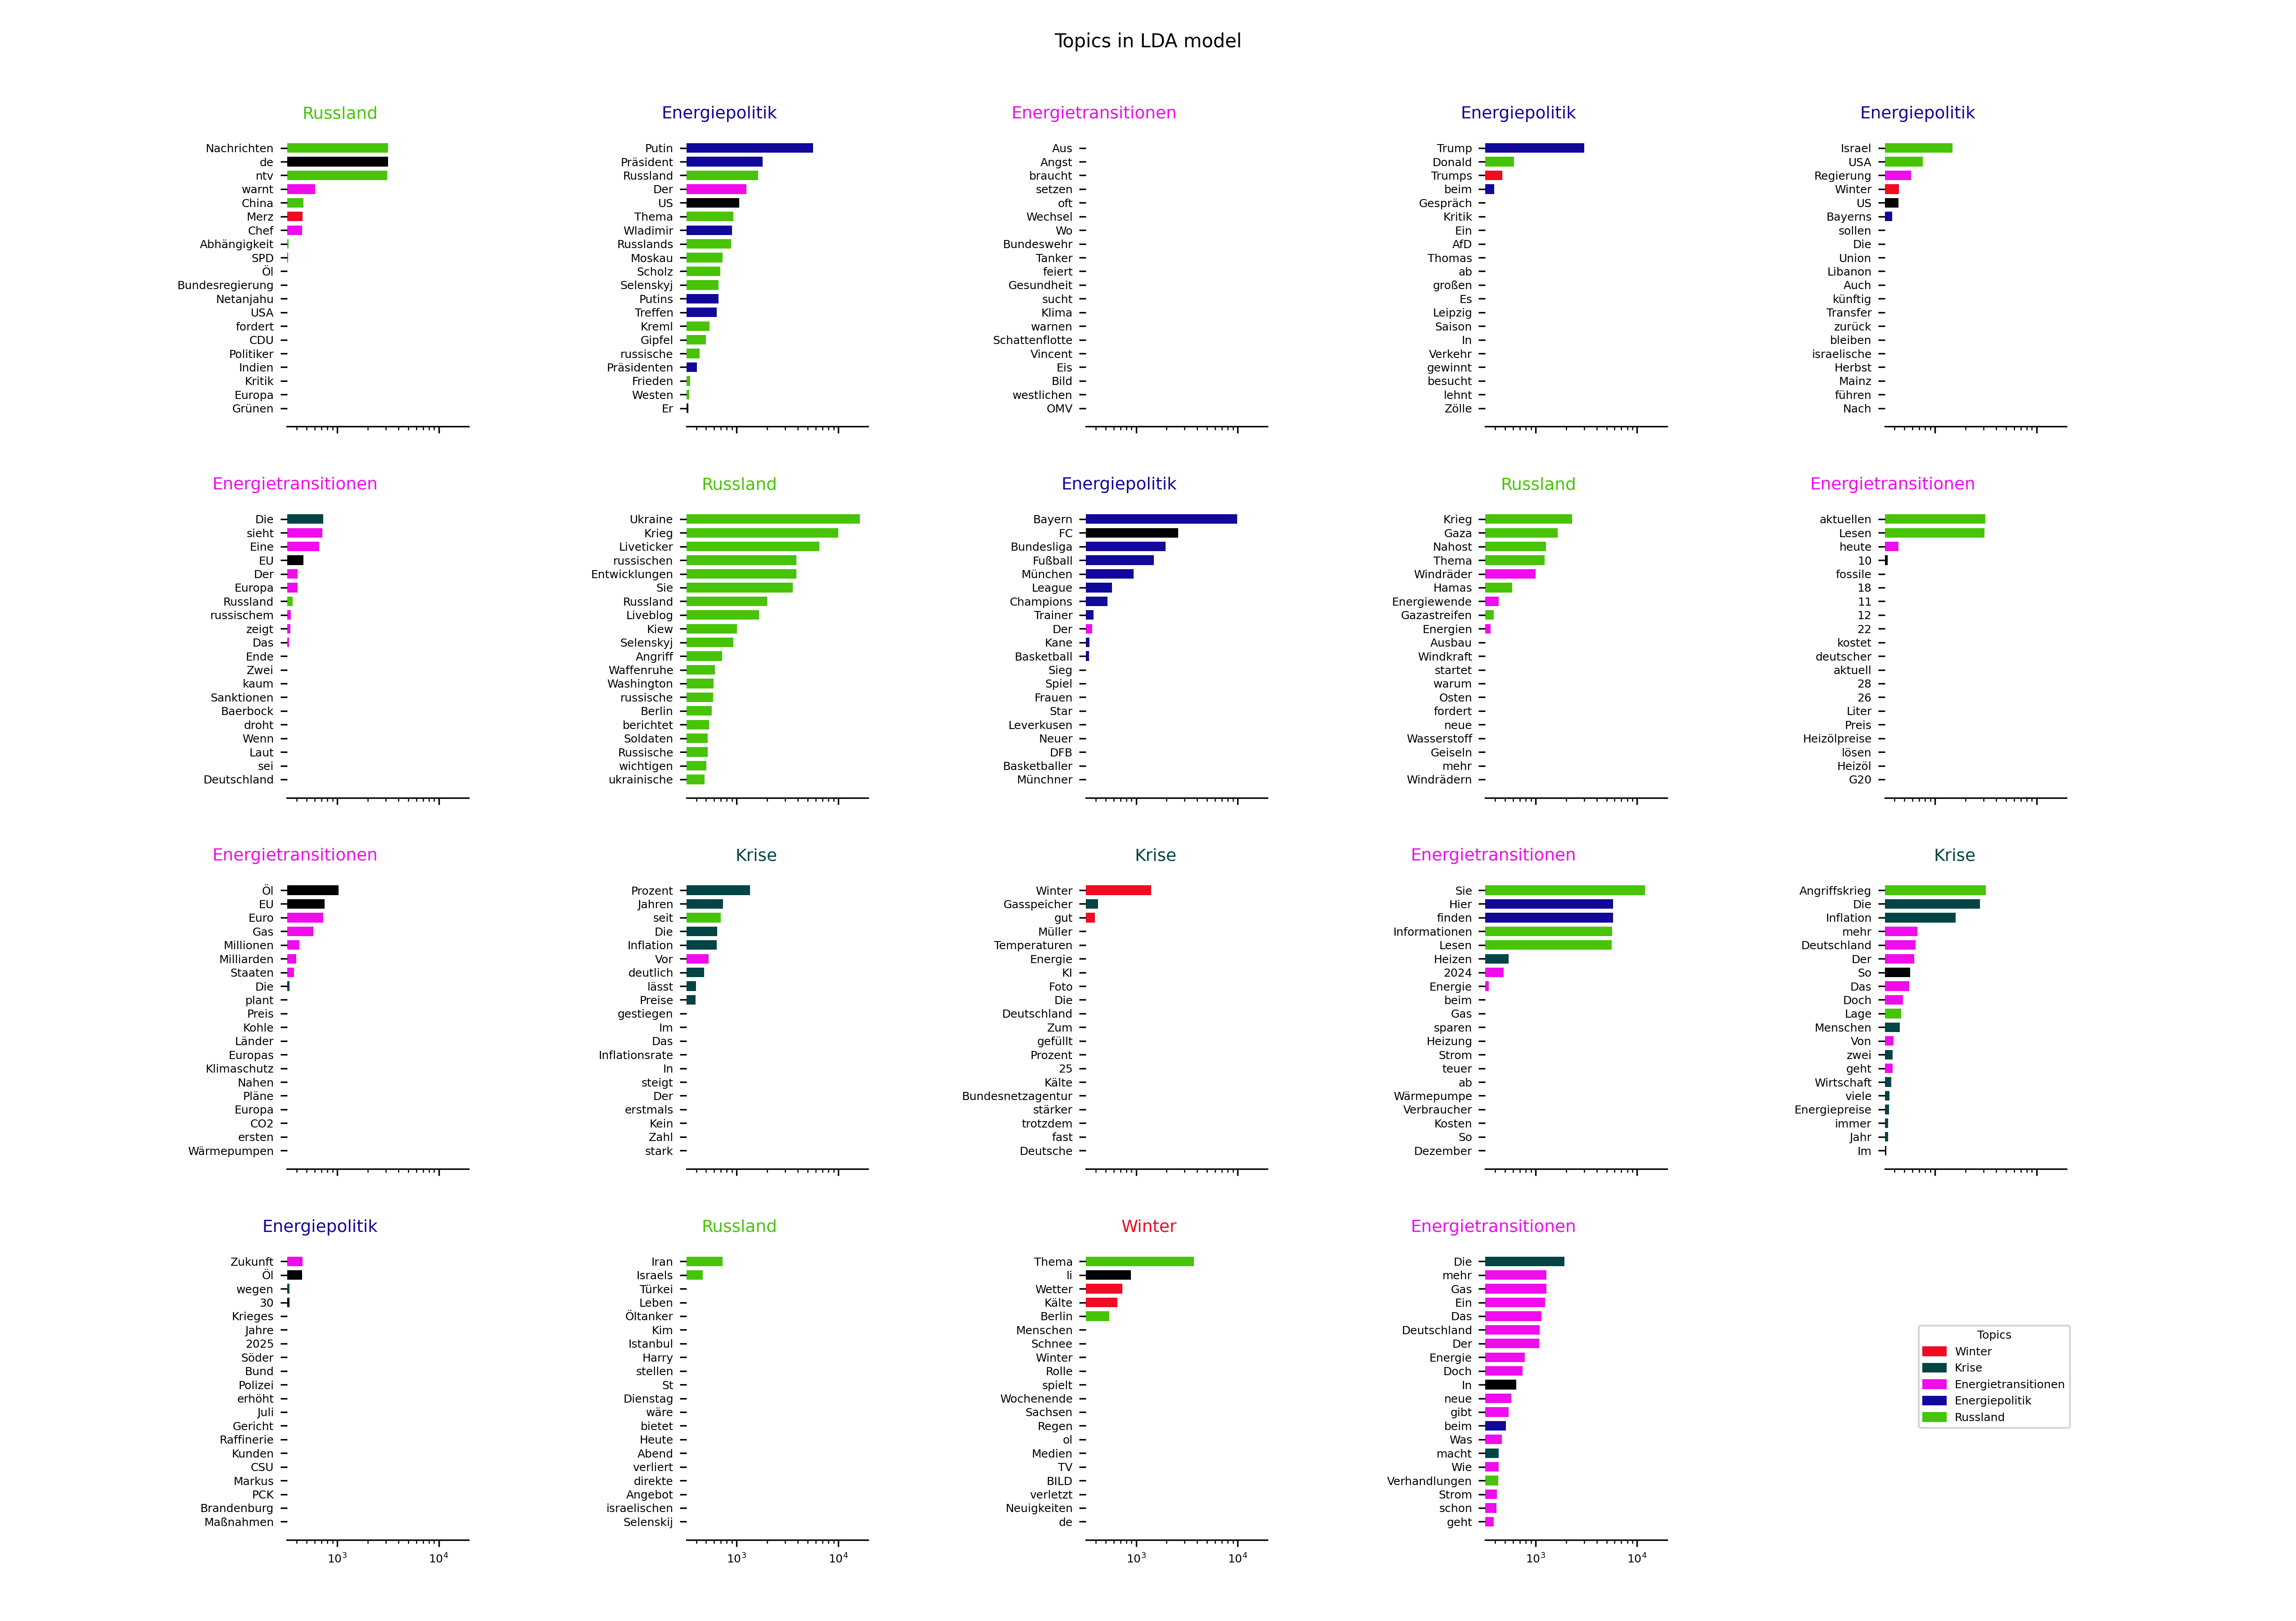 Topics in LDA model
Russland
Nachrichten
de
ntv
warnt
China
Merz
Chef
Abhängigkeit
SPD
Öl
Bundesregierung
Netanjahu
USA
fordert
CDU
Politiker
Indien
Kritik
Europa
Grünen
Energiepolitik
Putin
Präsident
Russland
Der
US
Thema
Wladimir
Russlands
Moskau
Scholz
Selenskyj
Putins
Treffen
Kreml
Gipfel
russische
Präsidenten
Frieden
Westen
Er
Energietransitionen
Aus
Angst
braucht
setzen
oft
Wechsel
Wo
Bundeswehr
Tanker
feiert
Gesundheit
sucht
Klima
warnen
Schattenflotte
Vincent
Eis
Bild
westlichen
OMV
Energiepolitik
Trump
Donald
Trumps
beim
Gespräch
Kritik
Ein
AfD
Thomas
ab
großen
Es
Leipzig
Saison
In
Verkehr
gewinnt
besucht
lehnt
Zölle
Energiepolitik
Israel
USA
Regierung
Winter
US
Bayerns
sollen
Die
Union
Libanon
Auch
künftig
Transfer
zurück
bleiben
israelische
Herbst
Mainz
führen
Nach
Energietransitionen
Die
sieht
Eine
EU
Der
Europa
Russland
russischem
zeigt
Das
Ende
Zwei
kaum
Sanktionen
Baerbock
droht
Wenn
Laut
sei
Deutschland
Russland
Ukraine
Krieg
Liveticker
russischen
Entwicklungen
Sie
Russland
Liveblog
Kiew
Selenskyj
Angriff
Waffenruhe
Washington
russische
Berlin
berichtet
Soldaten
Russische
wichtigen
ukrainische
Energiepolitik
Bayern
FC
Bundesliga
Fußball
München
League
Champions
Trainer
Der
Kane
Basketball
Sieg
Spiel
Frauen
Star
Leverkusen
Neuer
DFB
Basketballer
Münchner
Russland
Krieg
Gaza
Nahost
Thema
Windräder
Hamas
Energiewende
Gazastreifen
Energien
Ausbau
Windkraft
startet
warum
Osten
fordert
neue
Wasserstoff
Geiseln
mehr
Windrädern
Energietransitionen
aktuellen
Lesen
heute
10
fossile
18
11
12
22
kostet
deutscher
aktuell
28
26
Liter
Preis
Heizölpreise
lösen
Heizöl
G20
Energietransitionen
Öl
EU
Euro
Gas
Millionen
Milliarden
Staaten
Die
plant
Preis
Kohle
Länder
Europas
Klimaschutz
Nahen
Pläne
Europa
CO2
ersten
Wärmepumpen
Krise
Prozent
Jahren
seit
Die
Inflation
Vor
deutlich
lässt
Preise
gestiegen
Im
Das
Inflationsrate
In
steigt
Der
erstmals
Kein
Zahl
stark
Krise
Winter
Gasspeicher
gut
Müller
Temperaturen
Energie
KI
Foto
Die
Deutschland
Zum
gefüllt
Prozent
25
Kälte
Bundesnetzagentur
stärker
trotzdem
fast
Deutsche
Energietransitionen
Sie
Hier
finden
Informationen
Lesen
Heizen
2024
Energie
beim
Gas
sparen
Heizung
Strom
teuer
ab
Wärmepumpe
Verbraucher
Kosten
So
Dezember
Krise
Angriffskrieg
Die
Inflation
mehr
Deutschland
Der
So
Das
Doch
Lage
Menschen
Von
zwei
geht
Wirtschaft
viele
Energiepreise
immer
Jahr
Im
Energiepolitik
Zukunft
Öl
wegen
30
Krieges
Jahre
2025
Söder
Bund
Polizei
erhöht
Juli
Gericht
Raffinerie
Kunden
CSU
Markus
PCK
Brandenburg
Maßnahmen
10³ 10⁴
Russland
Iran
Israels
Türkei
Leben
Öltanker
Kim
Istanbul
Harry
stellen
St
Dienstag
wäre
bietet
Heute
Abend
verliert
direkte
Angebot
israelischen
Selenskij
10³ 10⁴
Winter
Thema
li
Wetter
Kälte
Berlin
Menschen
Schnee
Winter
Rolle
spielt
Wochenende
Sachsen
Regen
ol
Medien
TV
BILD
verletzt
Neuigkeiten
de
10³ 10⁴
Energietransitionen
Die
mehr
Gas
Ein
Das
Deutschland
Der
Energie
Doch
In
neue
gibt
beim
Was
macht
Wie
Verhandlungen
Strom
schon
geht
10³ 10⁴
Topics
Winter
Krise
Energietransitionen
Energiepolitik
Russland